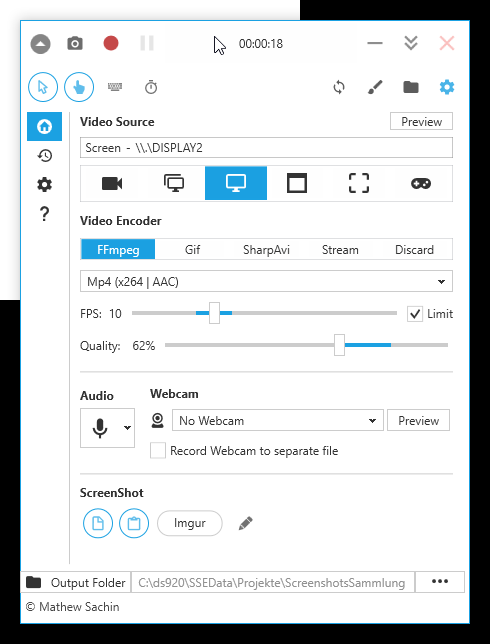 00:00:18
Video Source
Preview
Screen - \\.\DISPLAY2
Video Encoder
FFmpeg Gif SharpAvi Stream Discard
Mp4 (x264 | AAC)
FPS: 10 Limit
Quality: 62%
Audio Webcam
No Webcam Preview
Record Webcam to separate file
ScreenShot
Imgur
Output Folder C:\ds920\SSEData\Projekte\ScreenshotsSammlung •••
© Mathew Sachin